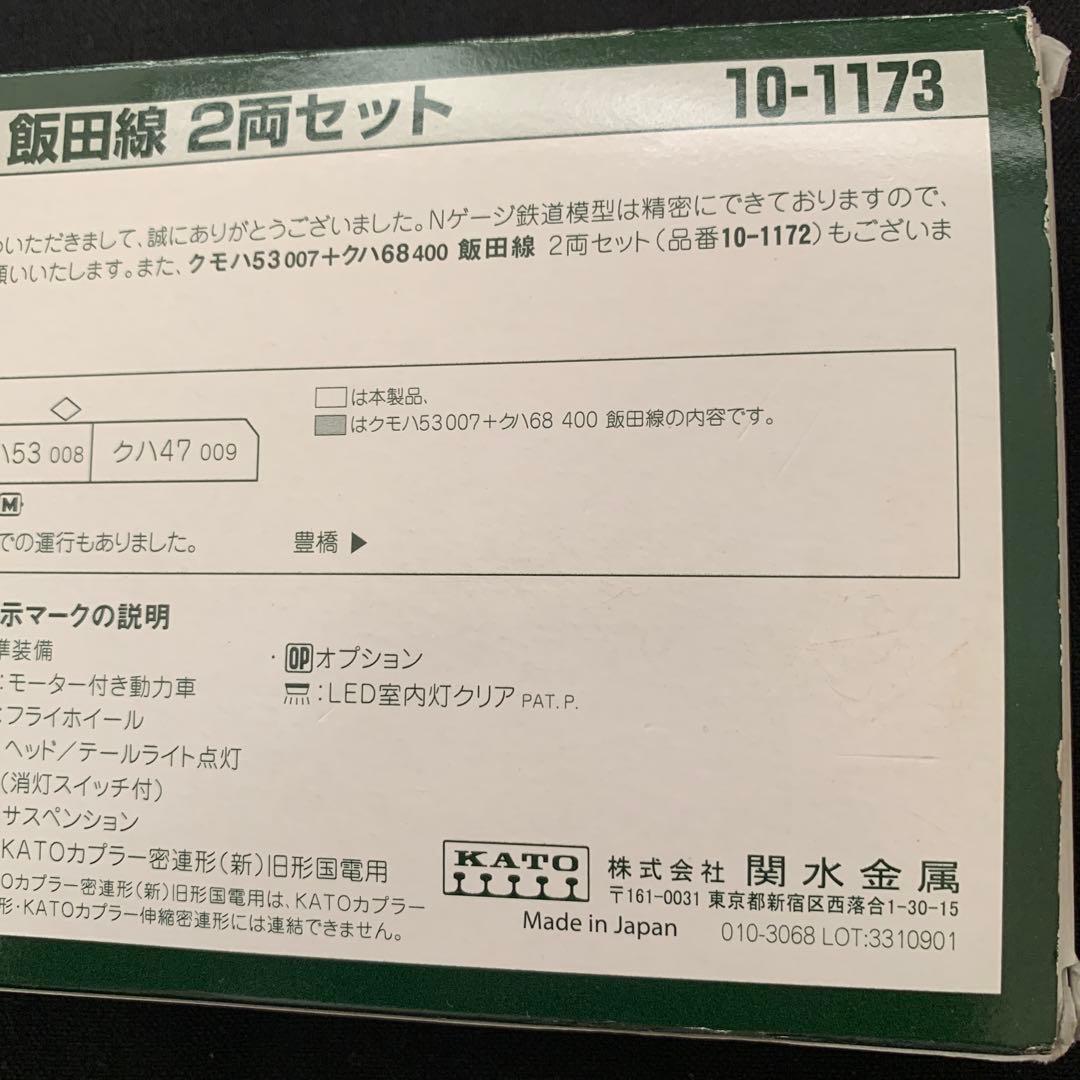 飯田線 2両セット 10-1173
いただきまして、誠にありがとうございました。Nゲージ鉄道模型は精密にできておりますので、
願いいたします。また、クモハ53007+クハ68400 飯田線 2両セット(品番10-1172)もございま
は本製品、
はクモハ53007+クハ68 400 飯田線の内容です。
ハ53 008 クハ47 009
M
での運行もありました。 豊橋 ▶
示マークの説明
準装備
:モーター付き動力車
:フライホイール
ヘッド/テールライト点灯
(消灯スイッチ付)
サスペンション
KATOカプラー密連形(新)旧形国電用
Oカプラー密連形(新)旧形国電用は、KATOカプラー
形・KATOカプラー伸縮密連形には連結できません。
・OPオプション
:LED室内灯クリア PAT.P.
KATO 株式会社 関水金属
〒161-0031 東京都新宿区西落合1-30-15
Made in Japan 010-3068 LOT:3310901